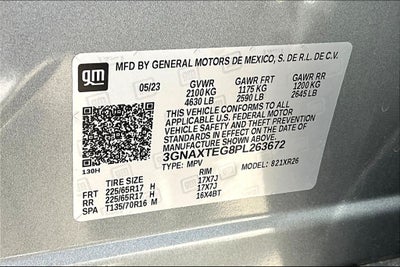 gm
MFD BY GENERAL MOTORS DE MEXICO, S. DE R.L. DE C.V.
05/23 GVWR GAWR FRT GAWR RR
2100 KG 1175 KG 1200 KG
4630 LB 2590 LB 2645 LB
THIS VEHICLE CONFORMS TO ALL
APPLICABLE U.S. FEDERAL MOTOR
VEHICLE SAFETY AND THEFT PREVENTION
STANDARDS IN EFFECT ON THE DATE OF
MANUFACTURE SHOWN ABOVE.
3GNAXTEG8PL263672
130H TYPE: MPV MODEL: 821XR26
TIRE SIZE RIM
FRT 225/65R17 H 17X7J
RR 225/65R17 H 17X7J
SPA T135/70R16 M 16X4BT